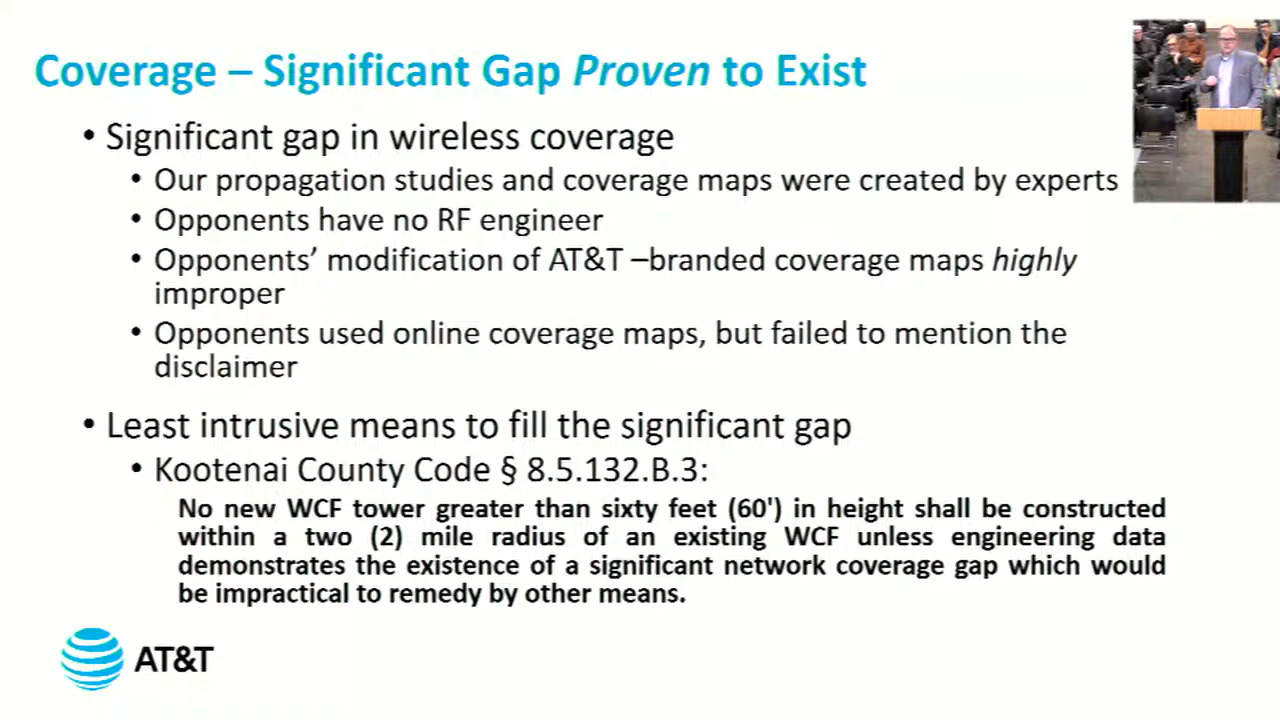 Coverage – Significant Gap Proven to Exist
• Significant gap in wireless coverage
• Our propagation studies and coverage maps were created by experts
• Opponents have no RF engineer
• Opponents’ modification of AT&T –branded coverage maps highly
improper
• Opponents used online coverage maps, but failed to mention the
disclaimer
• Least intrusive means to fill the significant gap
• Kootenai County Code § 8.5.132.B.3:
No new WCF tower greater than sixty feet (60') in height shall be constructed
within a two (2) mile radius of an existing WCF unless engineering data
demonstrates the existence of a significant network coverage gap which would
be impractical to remedy by other means.
AT&T